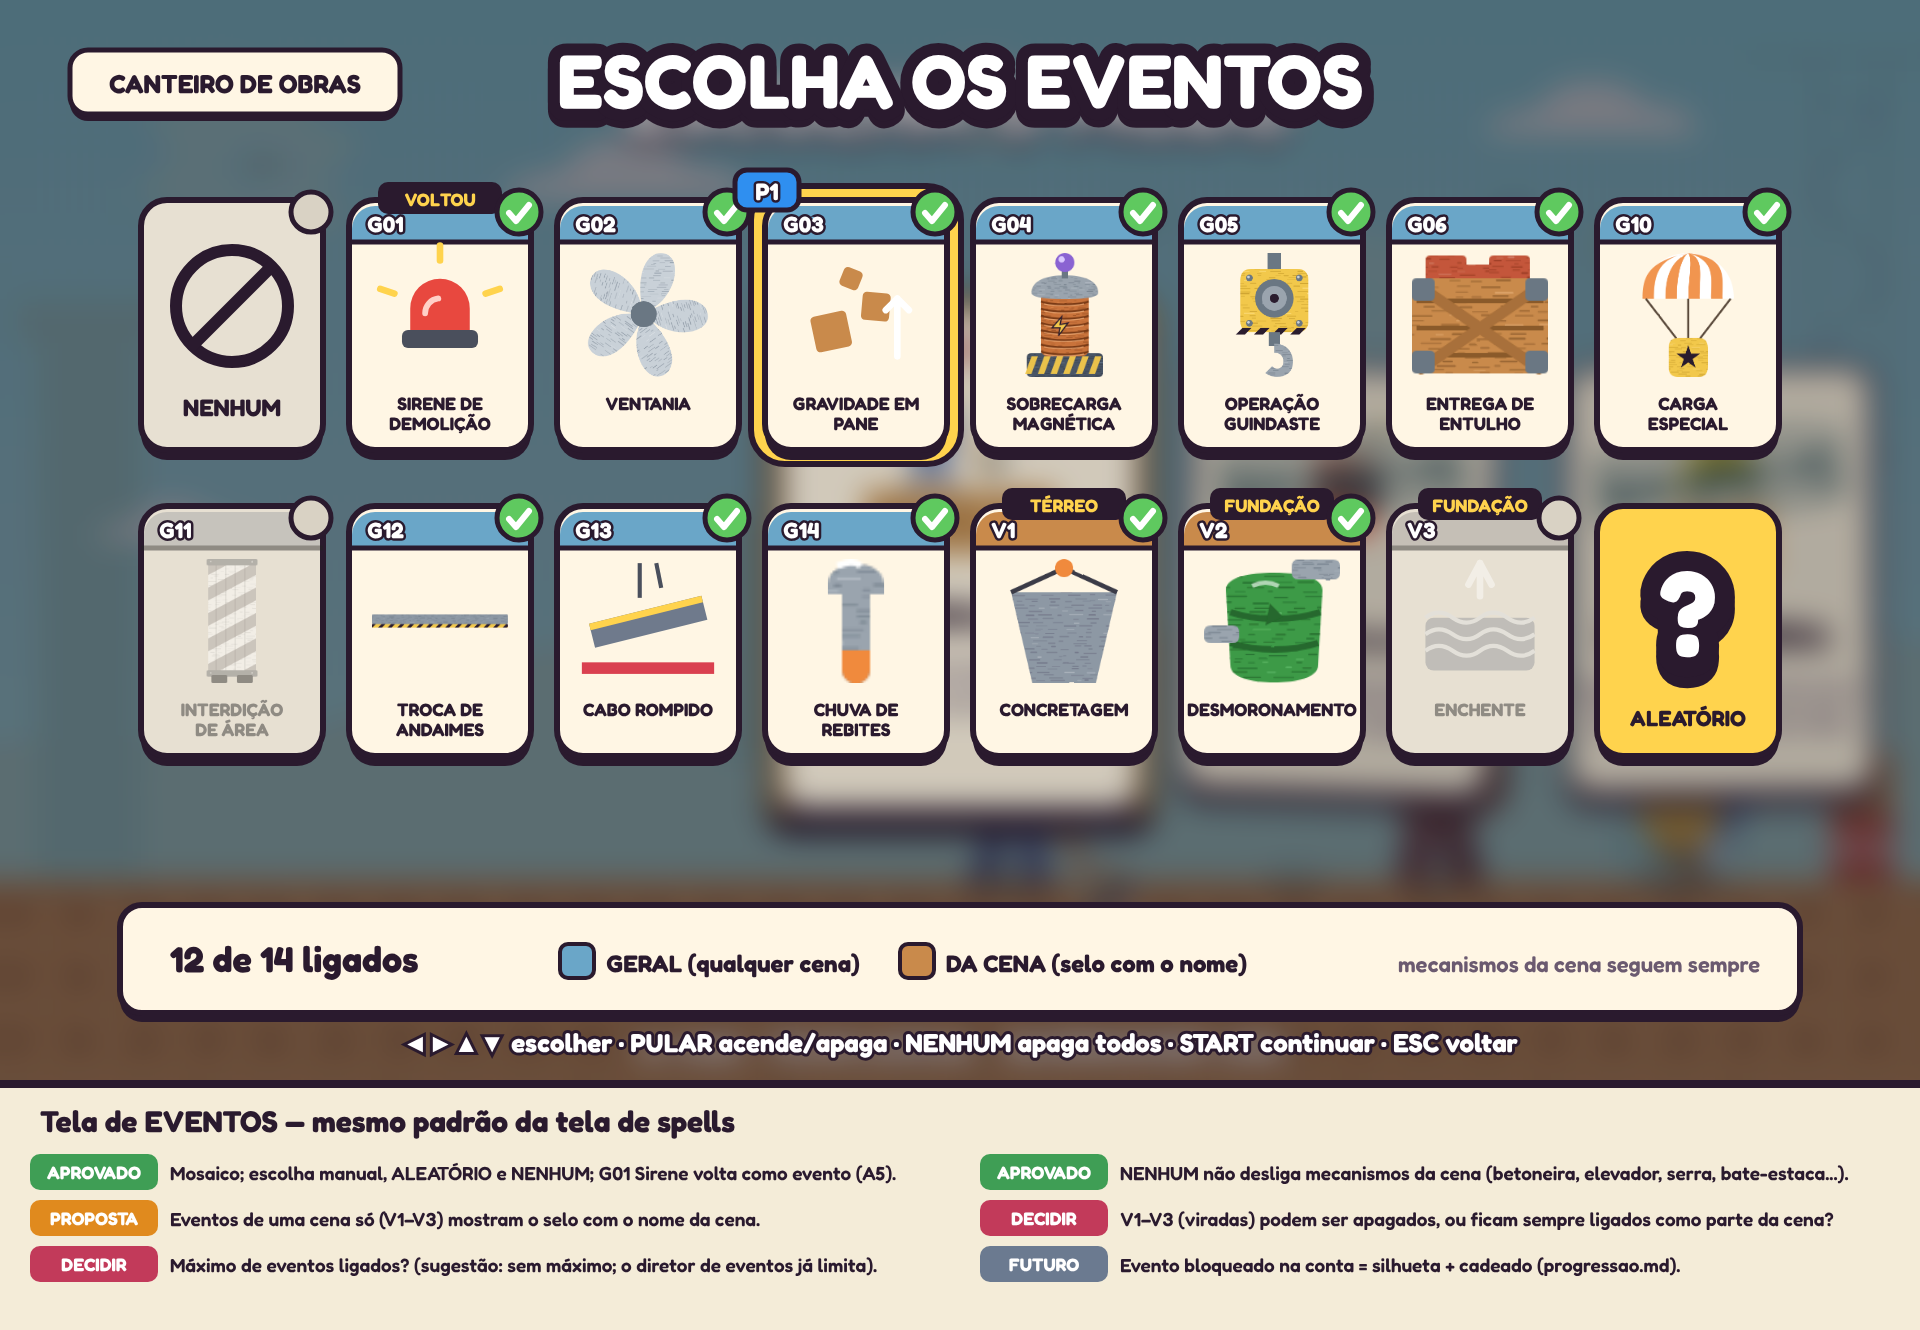 CANTEIRO DE OBRAS
ESCOLHA OS EVENTOS
P1
NENHUM
VOLTOU
G01
SIRENE DE
DEMOLIÇÃO
G02
VENTANIA
G03
GRAVIDADE EM
PANE
G04
SOBRECARGA
MAGNÉTICA
G05
OPERAÇÃO
GUINDASTE
G06
ENTREGA DE
ENTULHO
G10
CARGA
ESPECIAL
G11
INTERDIÇÃO
DE ÁREA
G12
TROCA DE
ANDAIMES
G13
CABO ROMPIDO
G14
CHUVA DE
REBITES
TÉRREO
V1
CONCRETAGEM
FUNDAÇÃO
V2
DESMORONAMENTO
FUNDAÇÃO
V3
ENCHENTE
?
ALEATÓRIO
12 de 14 ligados
GERAL (qualquer cena)
DA CENA (selo com o nome)
mecanismos da cena seguem sempre
◀▶▲▼ escolher · PULAR acende/apaga · NENHUM apaga todos · START continuar · ESC voltar
Tela de EVENTOS — mesmo padrão da tela de spells
APROVADO Mosaico; escolha manual, ALEATÓRIO e NENHUM; G01 Sirene volta como evento (A5).
PROPOSTA Eventos de uma cena só (V1–V3) mostram o selo com o nome da cena.
DECIDIR Máximo de eventos ligados? (sugestão: sem máximo; o diretor de eventos já limita).
APROVADO NENHUM não desliga mecanismos da cena (betoneira, elevador, serra, bate-estaca...).
DECIDIR V1–V3 (viradas) podem ser apagados, ou ficam sempre ligados como parte da cena?
FUTURO Evento bloqueado na conta = silhueta + cadeado (progressao.md).